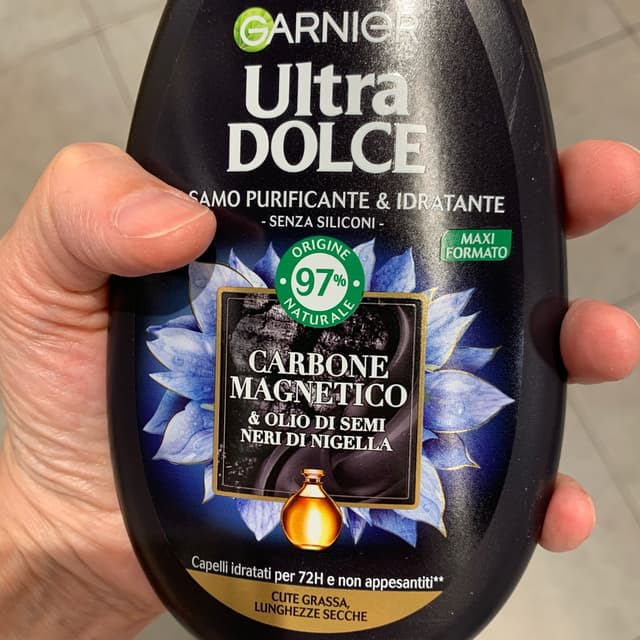 GARNIER
Ultra
DOLCE
SAMO PURIFICANTE & IDRATANTE
- SENZA SILICONI -
MAXI
FORMATO
ORIGINE
97%
NATURALE
CARBONE
MAGNETICO
& OLIO DI SEMI
NERI DI NIGELLA
Capelli idratati per 72H e non appesantiti**
CUTE GRASSA,
LUNGHEZZE SECCHE